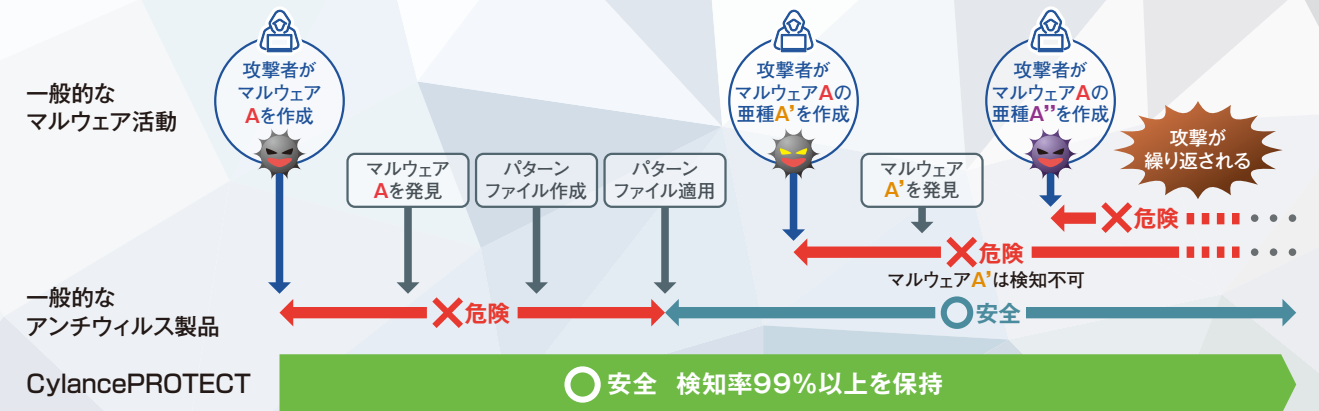 一般的な
マルウェア活動
攻撃者が
マルウェア
Aを作成
マルウェア
Aを発見
パターン
ファイル作成
パターン
ファイル適用
攻撃者が
マルウェアAの
亜種A’を作成
マルウェア
A’を発見
攻撃者が
マルウェアAの
亜種A’’を作成
攻撃が
繰り返される
危険
危険
マルウェアA’は検知不可
一般的な
アンチウィルス製品
危険
安全
CylancePROTECT
安全 検知率99%以上を保持